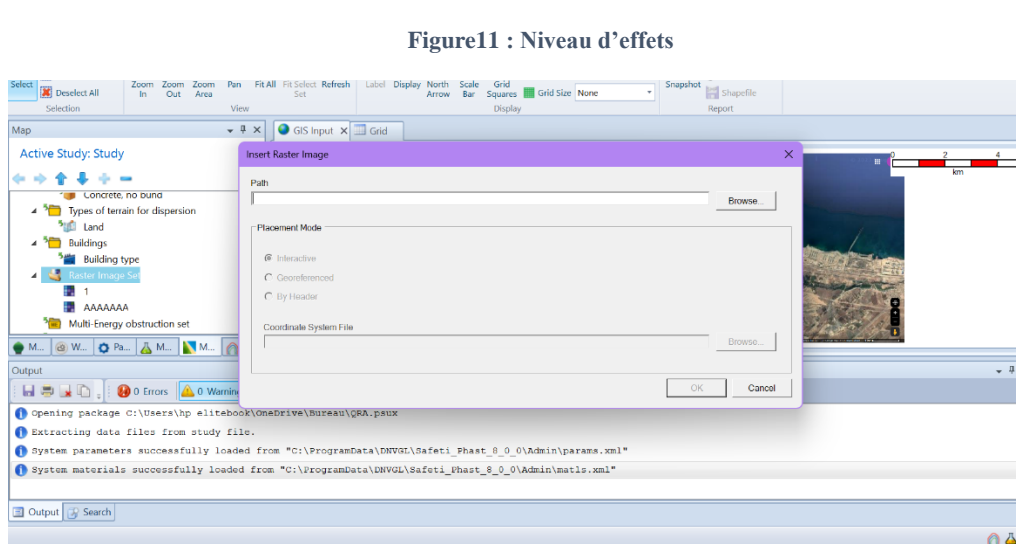 Figure11 : Niveau d’effets
Select Deselect All Zoom In Zoom Out Zoom Area Pan Fit All Fit Select Set Refresh Label Display North Arrow Scale Bar Grid Squares Grid Size None Snapshot Shapefile
Selection View Display Report
Map GIS Input Grid
Active Study: Study
Insert Raster Image
0 2 4
km
Path
Browse...
Concrete, no bund
Types of terrain for dispersion
Land
Buildings
Building type
Raster Image Set
1
AAAAAAA
Multi-Energy obstruction set
Placement Mode
Interactive
Georeferenced
By Header
Coordinate System File
Browse...
OK Cancel
M... W... Pa... M... M...
Output
0 Errors 0 Warnin
Opening package C:\Users\hp elitebook\OneDrive\Bureau\QRA.psux
Extracting data files from study file.
System parameters successfully loaded from "C:\ProgramData\DNVGL\Safeti_Phast_8_0_0\Admin\params.xml"
System materials successfully loaded from "C:\ProgramData\DNVGL\Safeti_Phast_8_0_0\Admin\matls.xml"
Output Search